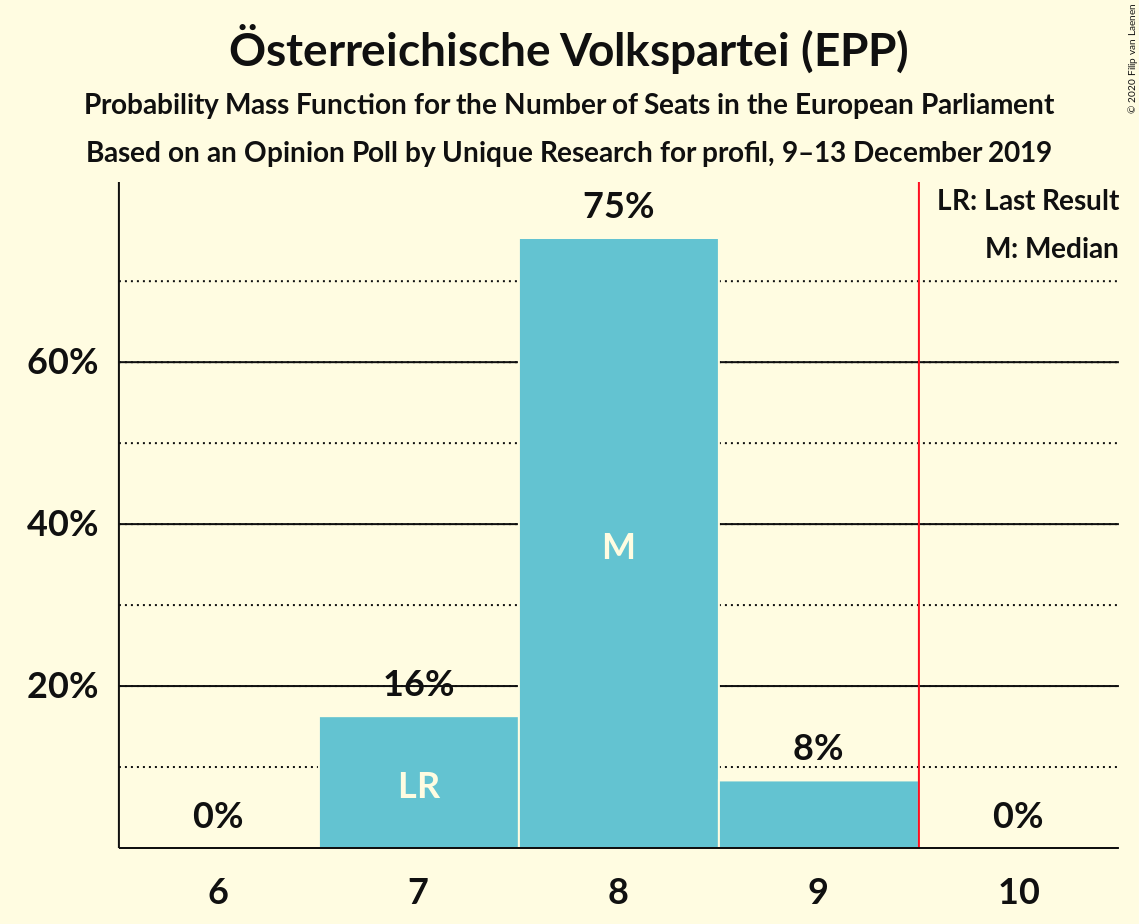 Österreichische Volkspartei (EPP)
Probability Mass Function for the Number of Seats in the European Parliament
Based on an Opinion Poll by Unique Research for profil, 9–13 December 2019
© 2020 Filip van Laenen
LR: Last Result
M: Median
75%
60%
40%
M
20%
16%
8%
LR
0%
0%
6
7
8
9
10